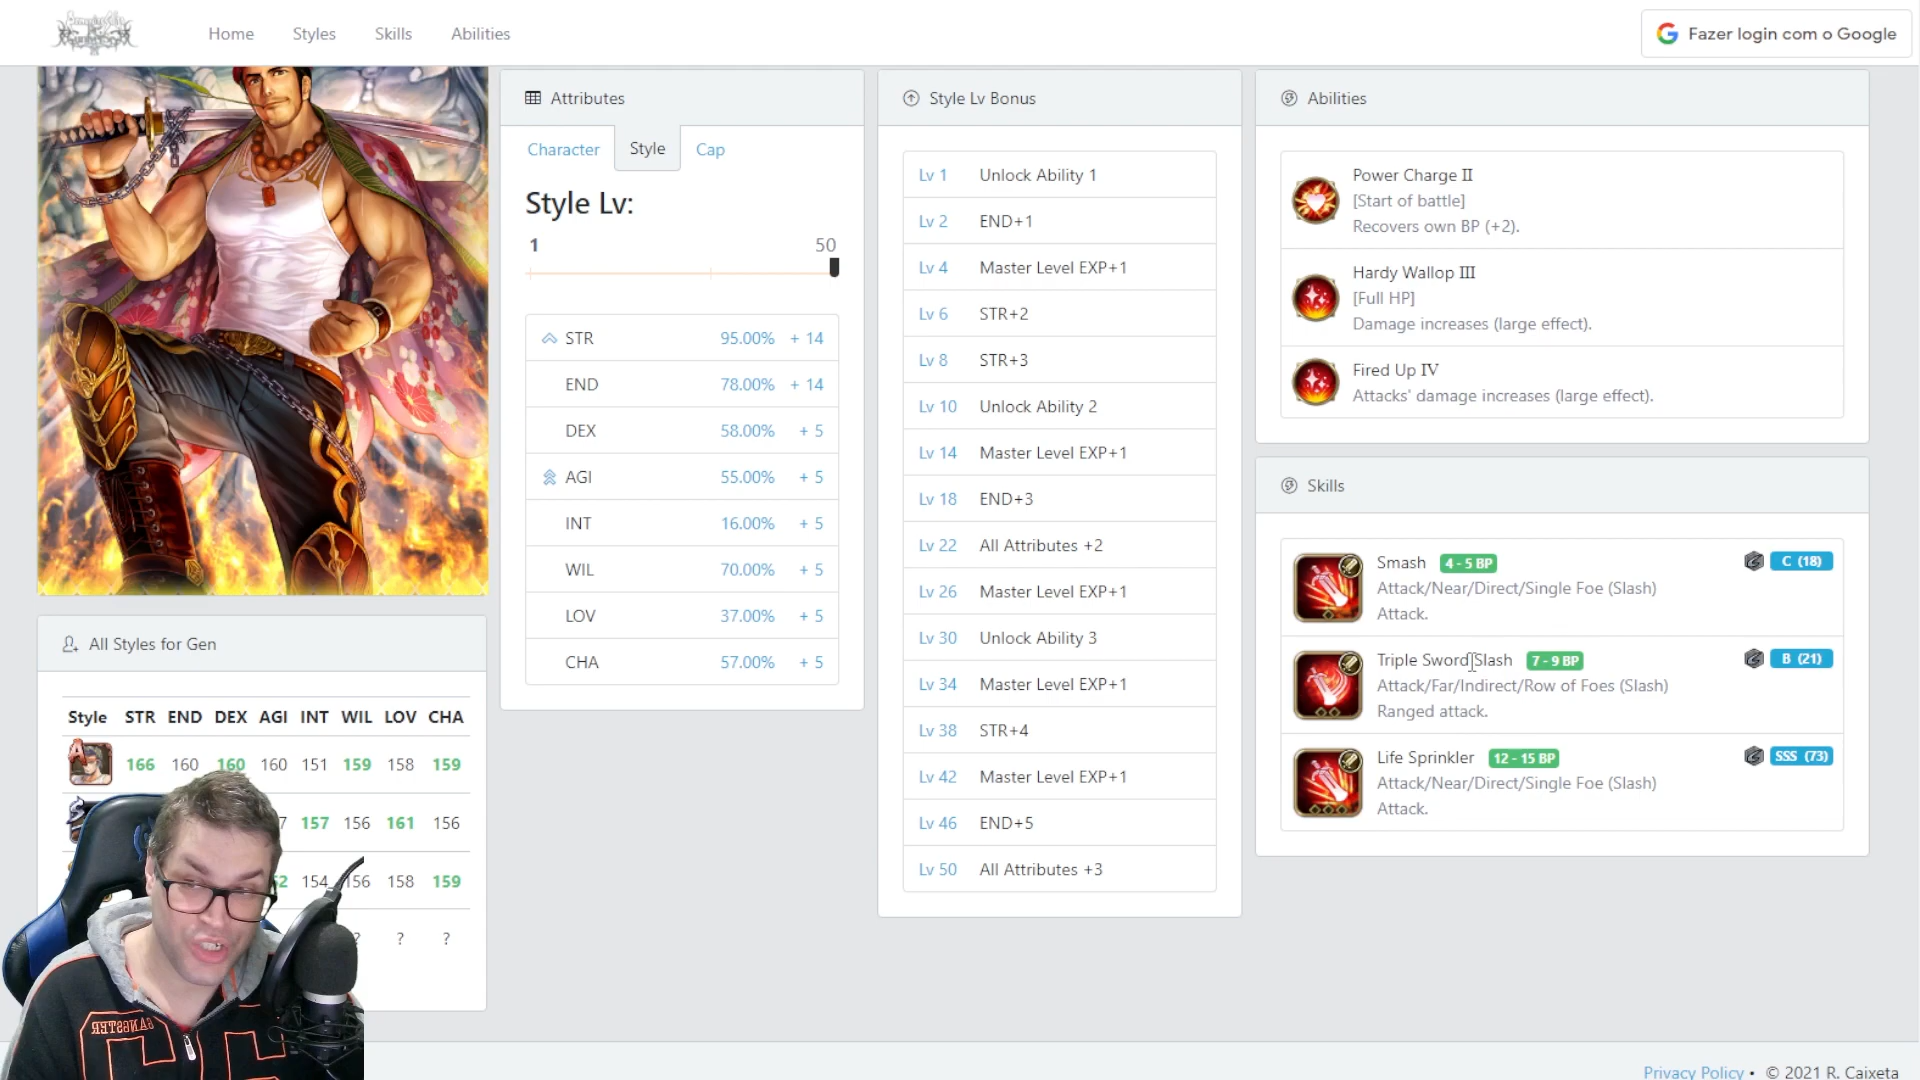 Home
Styles
Skills
Abilities
Fazer login com o Google
Attributes
Character
Style
Cap
Style Lv:
1
50
STR 95.00% + 14
END 78.00% + 14
DEX 58.00% + 5
AGI 55.00% + 5
INT 16.00% + 5
WIL 70.00% + 5
LOV 37.00% + 5
CHA 57.00% + 5
Style Lv Bonus
Lv 1 Unlock Ability 1
Lv 2 END+1
Lv 4 Master Level EXP+1
Lv 6 STR+2
Lv 8 STR+3
Lv 10 Unlock Ability 2
Lv 14 Master Level EXP+1
Lv 18 END+3
Lv 22 All Attributes +2
Lv 26 Master Level EXP+1
Lv 30 Unlock Ability 3
Lv 34 Master Level EXP+1
Lv 38 STR+4
Lv 42 Master Level EXP+1
Lv 46 END+5
Lv 50 All Attributes +3
Abilities
Power Charge II
[Start of battle]
Recovers own BP (+2).
Hardy Wallop III
[Full HP]
Damage increases (large effect).
Fired Up IV
Attacks' damage increases (large effect).
Skills
Smash 4 - 5 BP C (18)
Attack/Near/Direct/Single Foe (Slash)
Attack.
Triple Sword Slash 7 - 9 BP B (21)
Attack/Far/Indirect/Row of Foes (Slash)
Ranged attack.
Life Sprinkler 12 - 15 BP SSS (73)
Attack/Near/Direct/Single Foe (Slash)
Attack.
All Styles for Gen
Style STR END DEX AGI INT WIL LOV CHA
A 166 160 160 160 151 159 158 159
7 157 156 161 156
2 154 156 158 159
? ? ?
GANGSTER
Privacy Policy • © 2021 R. Caixeta